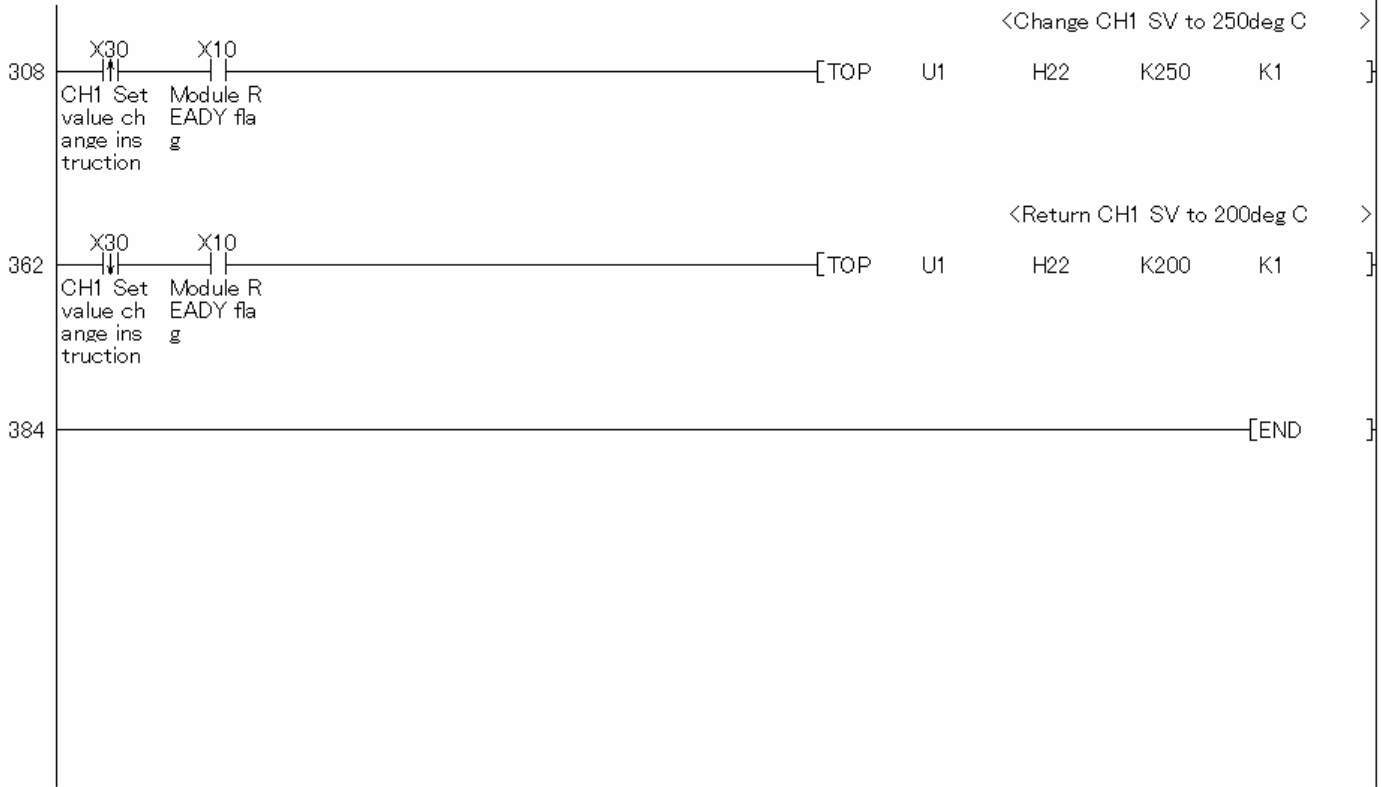 <Change CH1 SV to 250deg C >
X30 X10
308 [TOP U1 H22 K250 K1 ]
CH1 Set Module R
value ch EADY fla
ange ins g
truction
<Return CH1 SV to 200deg C >
X30 X10
362 [TOP U1 H22 K200 K1 ]
CH1 Set Module R
value ch EADY fla
ange ins g
truction
384 [END ]